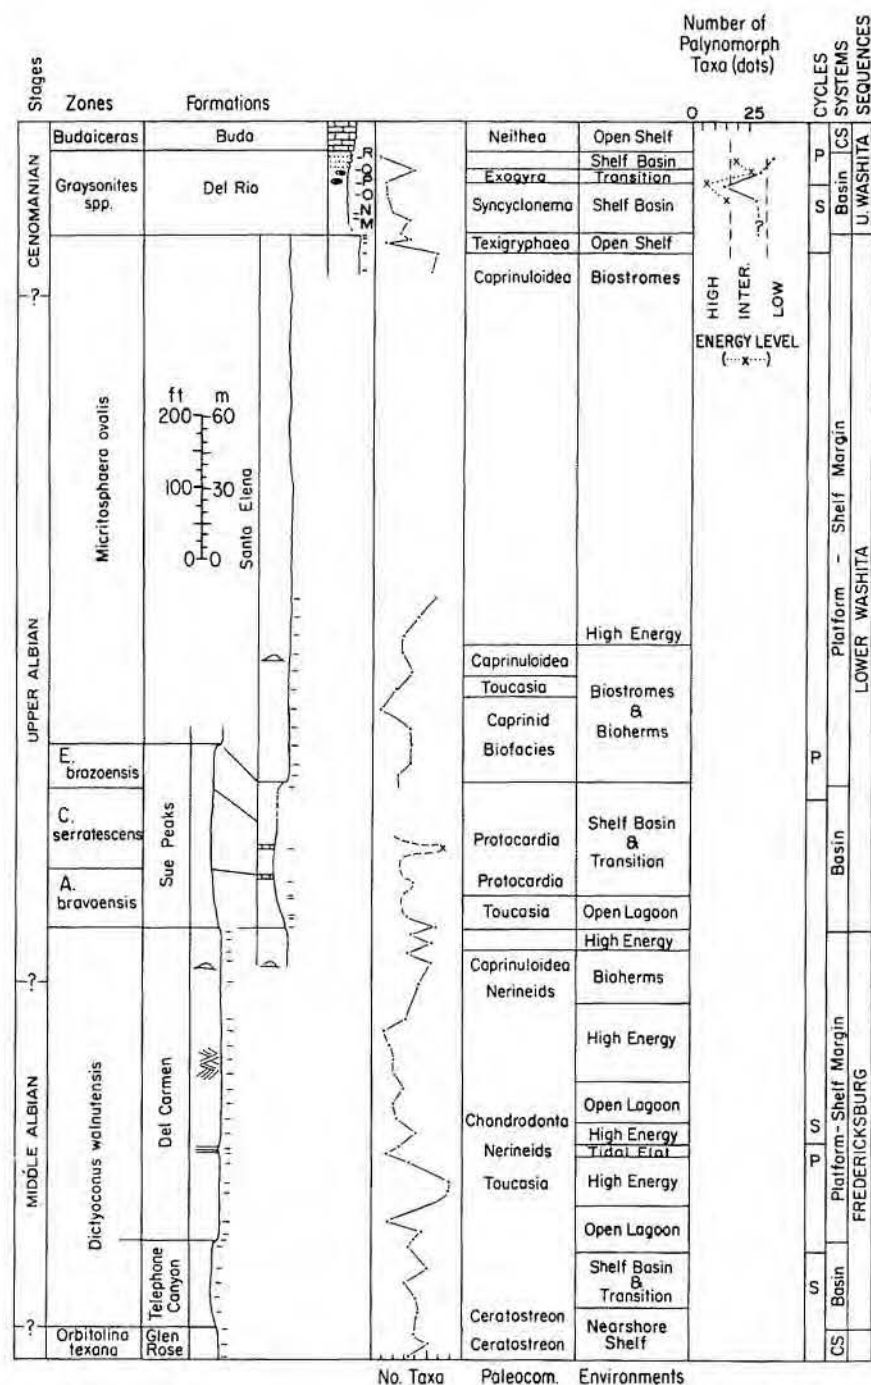 Number of
Palynomorph
Taxa (dots)
Stages
Zones
Formations
0
25
CYCLES
SYSTEMS
SEQUENCES
CENOMANIAN
Budaiceras
Buda
Neithea
Open Shelf
Graysonites
spp.
Del Rio
R
Q
P
O
N
M
Shelf Basin
Exogyra
Transition
Syncyclonema
Shelf Basin
Texigryphaea
Open Shelf
Caprinuloidea
Biostromes
?
P
S
CS
Basin
U. WASHITA
HIGH
INTER.
LOW
ENERGY LEVEL
(····x····)
-?-
UPPER ALBIAN
Micritosphaera ovalis
ft m
200 60
100 30
0 0
Santa Elena
High Energy
Caprinuloidea
Toucasia
Caprinid
Biofacies
Biostromes
&
Bioherms
P
Platform - Shelf Margin
LOWER WASHITA
E.
brazoensis
C.
serratescens
A.
bravoensis
Sue Peaks
Protocardia
Shelf Basin
&
Transition
Protocardia
Toucasia
Open Lagoon
Basin
High Energy
Caprinuloidea
Nerineids
Bioherms
-?-
MIDDLE ALBIAN
Dictyoconus walnutensis
Del Carmen
High Energy
Open Lagoon
Chondrodonta
High Energy
Nerineids
Tidal Flat
Toucasia
High Energy
Open Lagoon
S
P
Platform-Shelf Margin
FREDERICKSBURG
Telephone
Canyon
Shelf Basin
&
Transition
S
Basin
Ceratostreon
Nearshore
Shelf
-?-
Orbitolina
texana
Glen
Rose
Ceratostreon
CS
No. Taxa
Paleocom.
Environments